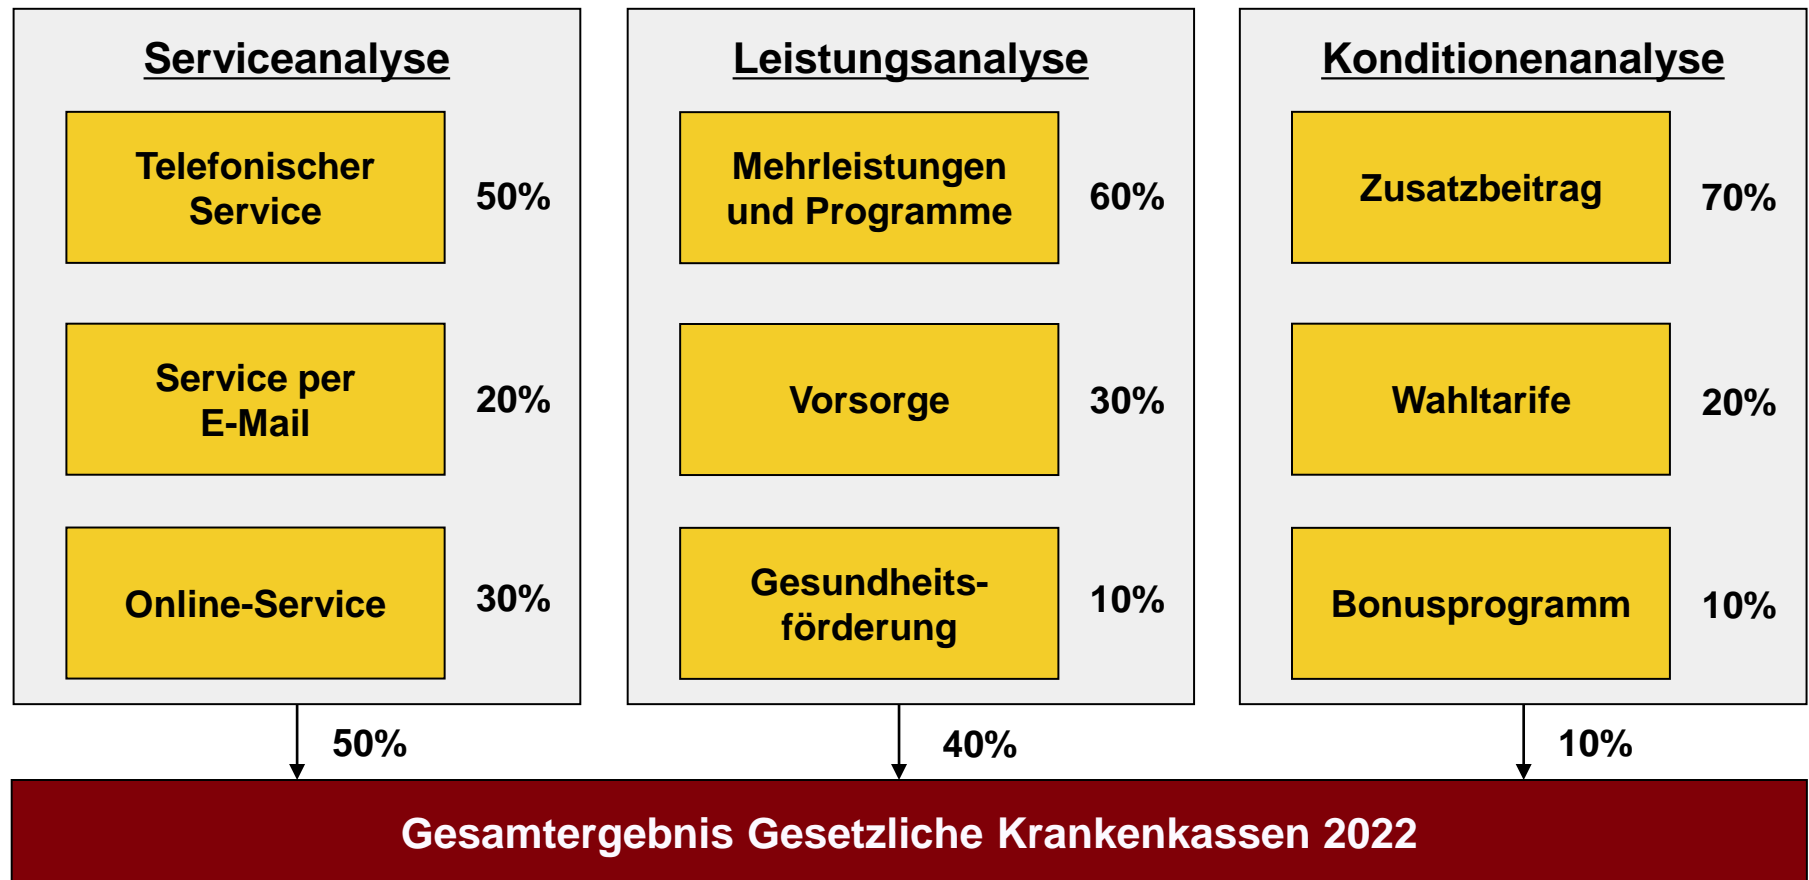 Serviceanalyse
Telefonischer
Service
50%
Service per
E-Mail
20%
Online-Service
30%
50%
Leistungsanalyse
Mehrleistungen
und Programme
60%
Vorsorge
30%
Gesundheits-
förderung
10%
40%
Konditionenanalyse
Zusatzbeitrag
70%
Wahltarife
20%
Bonusprogramm
10%
10%
Gesamtergebnis Gesetzliche Krankenkassen 2022